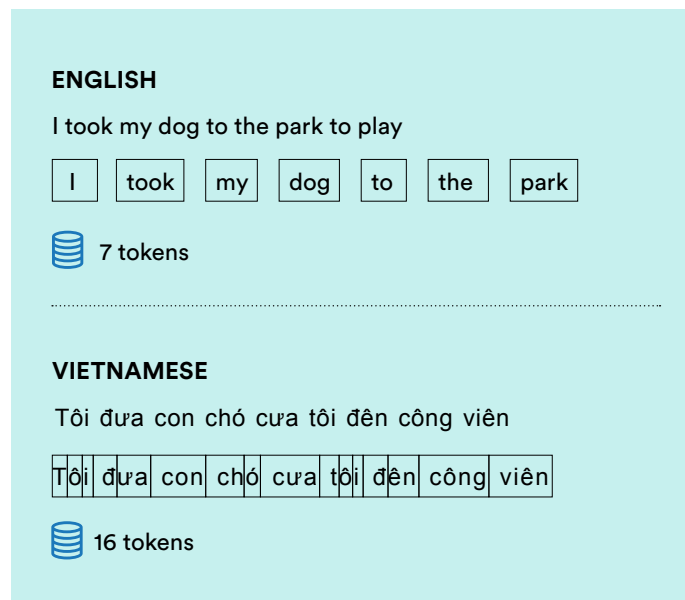 ENGLISH
I took my dog to the park to play
I took my dog to the park
7 tokens
VIETNAMESE
Tôi đưa con chó cưa tôi đên công viên
Tôi đưa con chó cưa tôi đên công viên
16 tokens